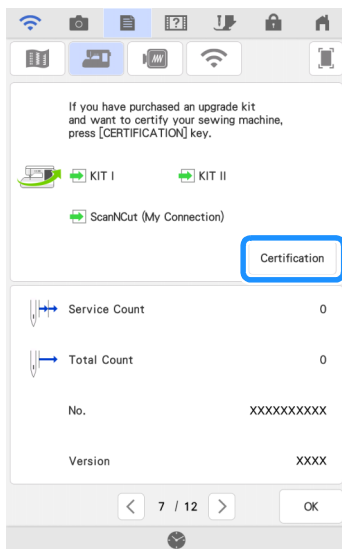 If you have purchased an upgrade kit
and want to certify your sewing machine,
press [CERTIFICATION] key.
KIT I KIT II
ScanNCut (My Connection)
Certification
Service Count 0
Total Count 0
No. XXXXXXXXXX
Version XXXX
< 7 / 12 > OK